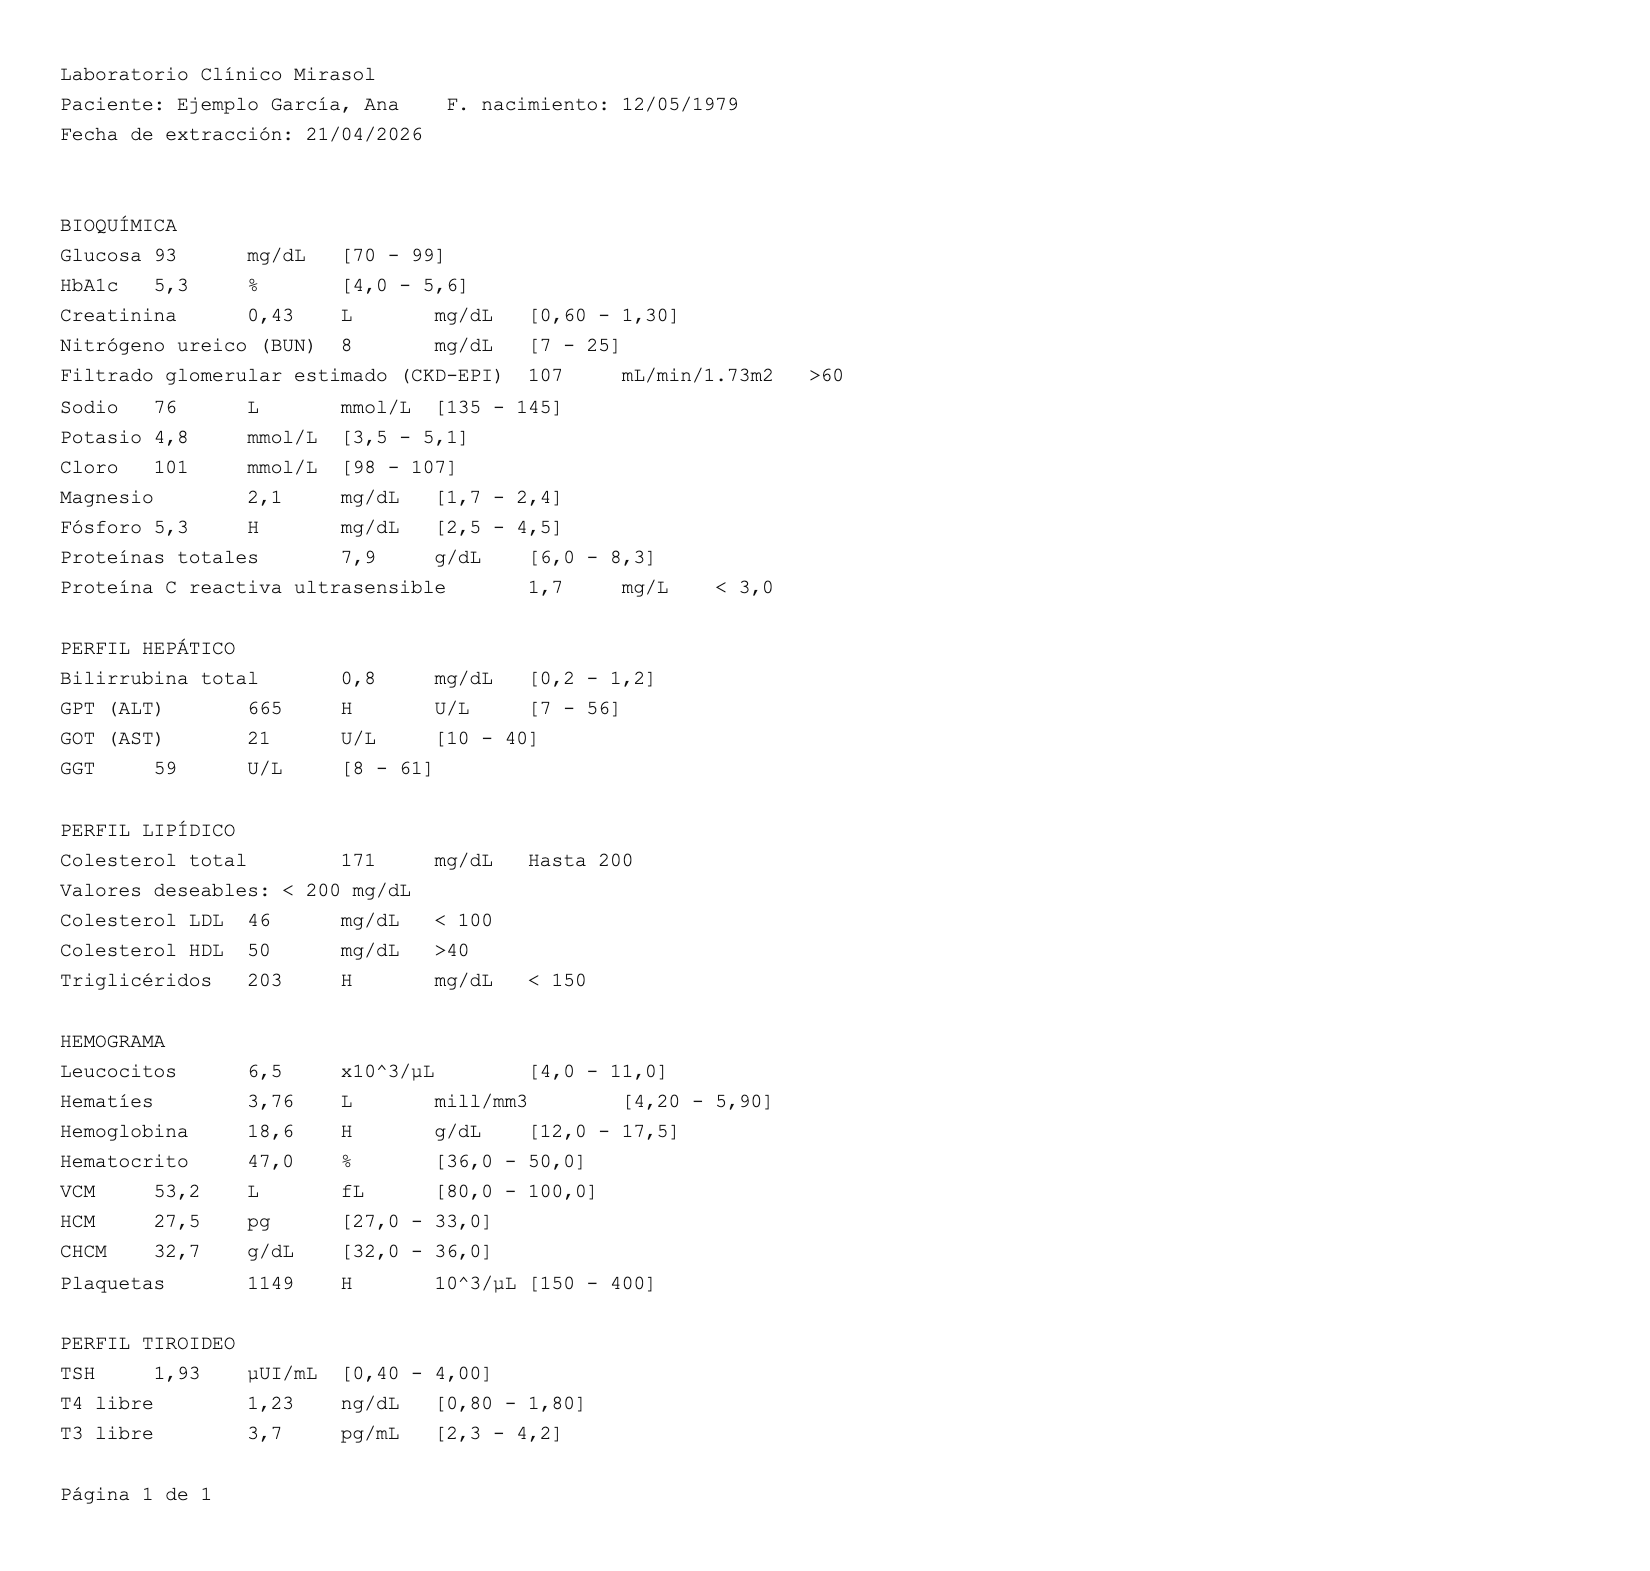 Laboratorio Clínico Mirasol
Paciente: Ejemplo García, Ana    F. nacimiento: 12/05/1979
Fecha de extracción: 21/04/2026

BIOQUÍMICA
Glucosa 93      mg/dL   [70 - 99]
HbA1c   5,3     %       [4,0 - 5,6]
Creatinina      0,43    L       mg/dL   [0,60 - 1,30]
Nitrógeno ureico (BUN)  8       mg/dL   [7 - 25]
Filtrado glomerular estimado (CKD-EPI)  107     mL/min/1.73m2   >60
Sodio   76      L       mmol/L  [135 - 145]
Potasio 4,8     mmol/L  [3,5 - 5,1]
Cloro   101     mmol/L  [98 - 107]
Magnesio        2,1     mg/dL   [1,7 - 2,4]
Fósforo 5,3     H       mg/dL   [2,5 - 4,5]
Proteínas totales       7,9     g/dL    [6,0 - 8,3]
Proteína C reactiva ultrasensible       1,7     mg/L    < 3,0

PERFIL HEPÁTICO
Bilirrubina total       0,8     mg/dL   [0,2 - 1,2]
GPT (ALT)       665     H       U/L     [7 - 56]
GOT (AST)       21      U/L     [10 - 40]
GGT     59      U/L     [8 - 61]

PERFIL LIPÍDICO
Colesterol total        171     mg/dL   Hasta 200
Valores deseables: < 200 mg/dL
Colesterol LDL  46      mg/dL   < 100
Colesterol HDL  50      mg/dL   >40
Triglicéridos   203     H       mg/dL   < 150

HEMOGRAMA
Leucocitos      6,5     x10^3/µL        [4,0 - 11,0]
Hematíes        3,76    L       mill/mm3        [4,20 - 5,90]
Hemoglobina     18,6    H       g/dL    [12,0 - 17,5]
Hematocrito     47,0    %       [36,0 - 50,0]
VCM     53,2    L       fL      [80,0 - 100,0]
HCM     27,5    pg      [27,0 - 33,0]
CHCM    32,7    g/dL    [32,0 - 36,0]
Plaquetas       1149    H       10^3/µL [150 - 400]

PERFIL TIROIDEO
TSH     1,93    µUI/mL  [0,40 - 4,00]
T4 libre        1,23    ng/dL   [0,80 - 1,80]
T3 libre        3,7     pg/mL   [2,3 - 4,2]

Página 1 de 1